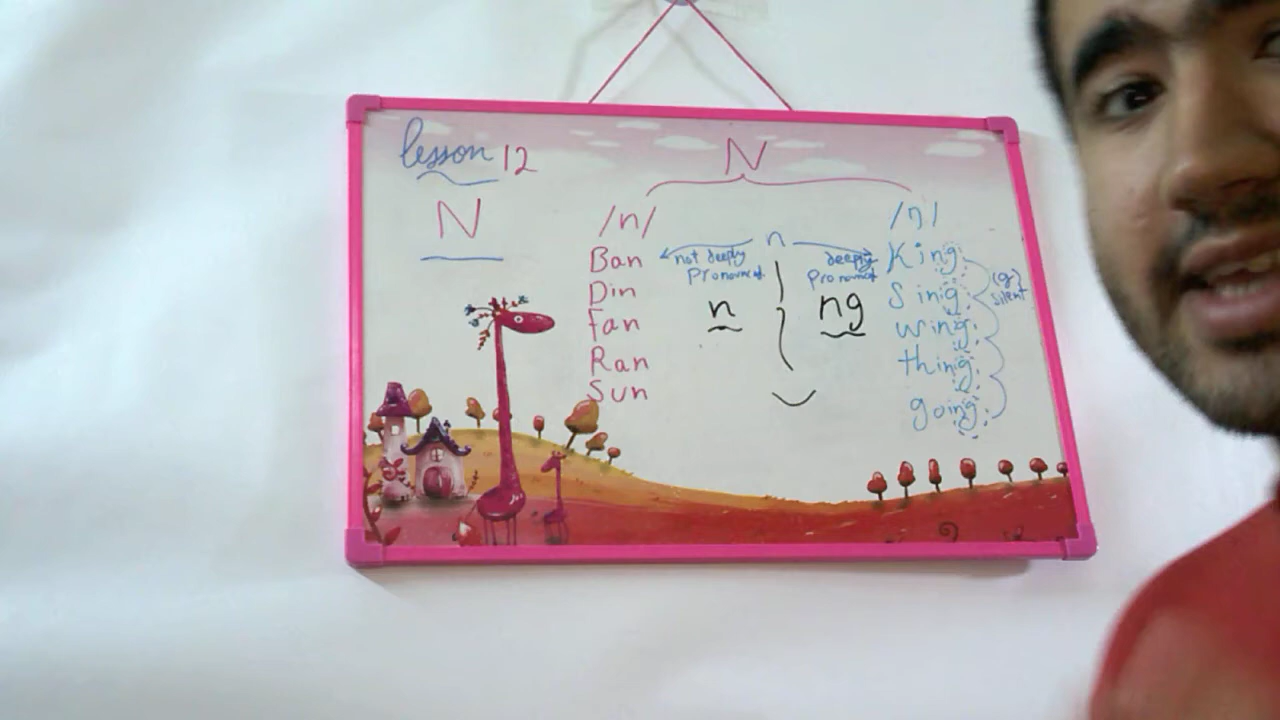 lesson 12
N
N
/n/
n
/ŋ/
Ban
Din
Fan
Ran
Sun
not deeply
pronounced
deeply
pronounced
n
ng
King
Sing
wing
thing
going
(g)
silent